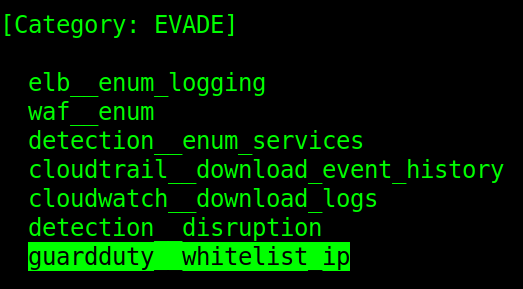 [Category: EVADE]
elb__enum_logging
waf__enum
detection__enum_services
cloudtrail__download_event_history
cloudwatch__download_logs
detection__disruption
guardduty__whitelist_ip